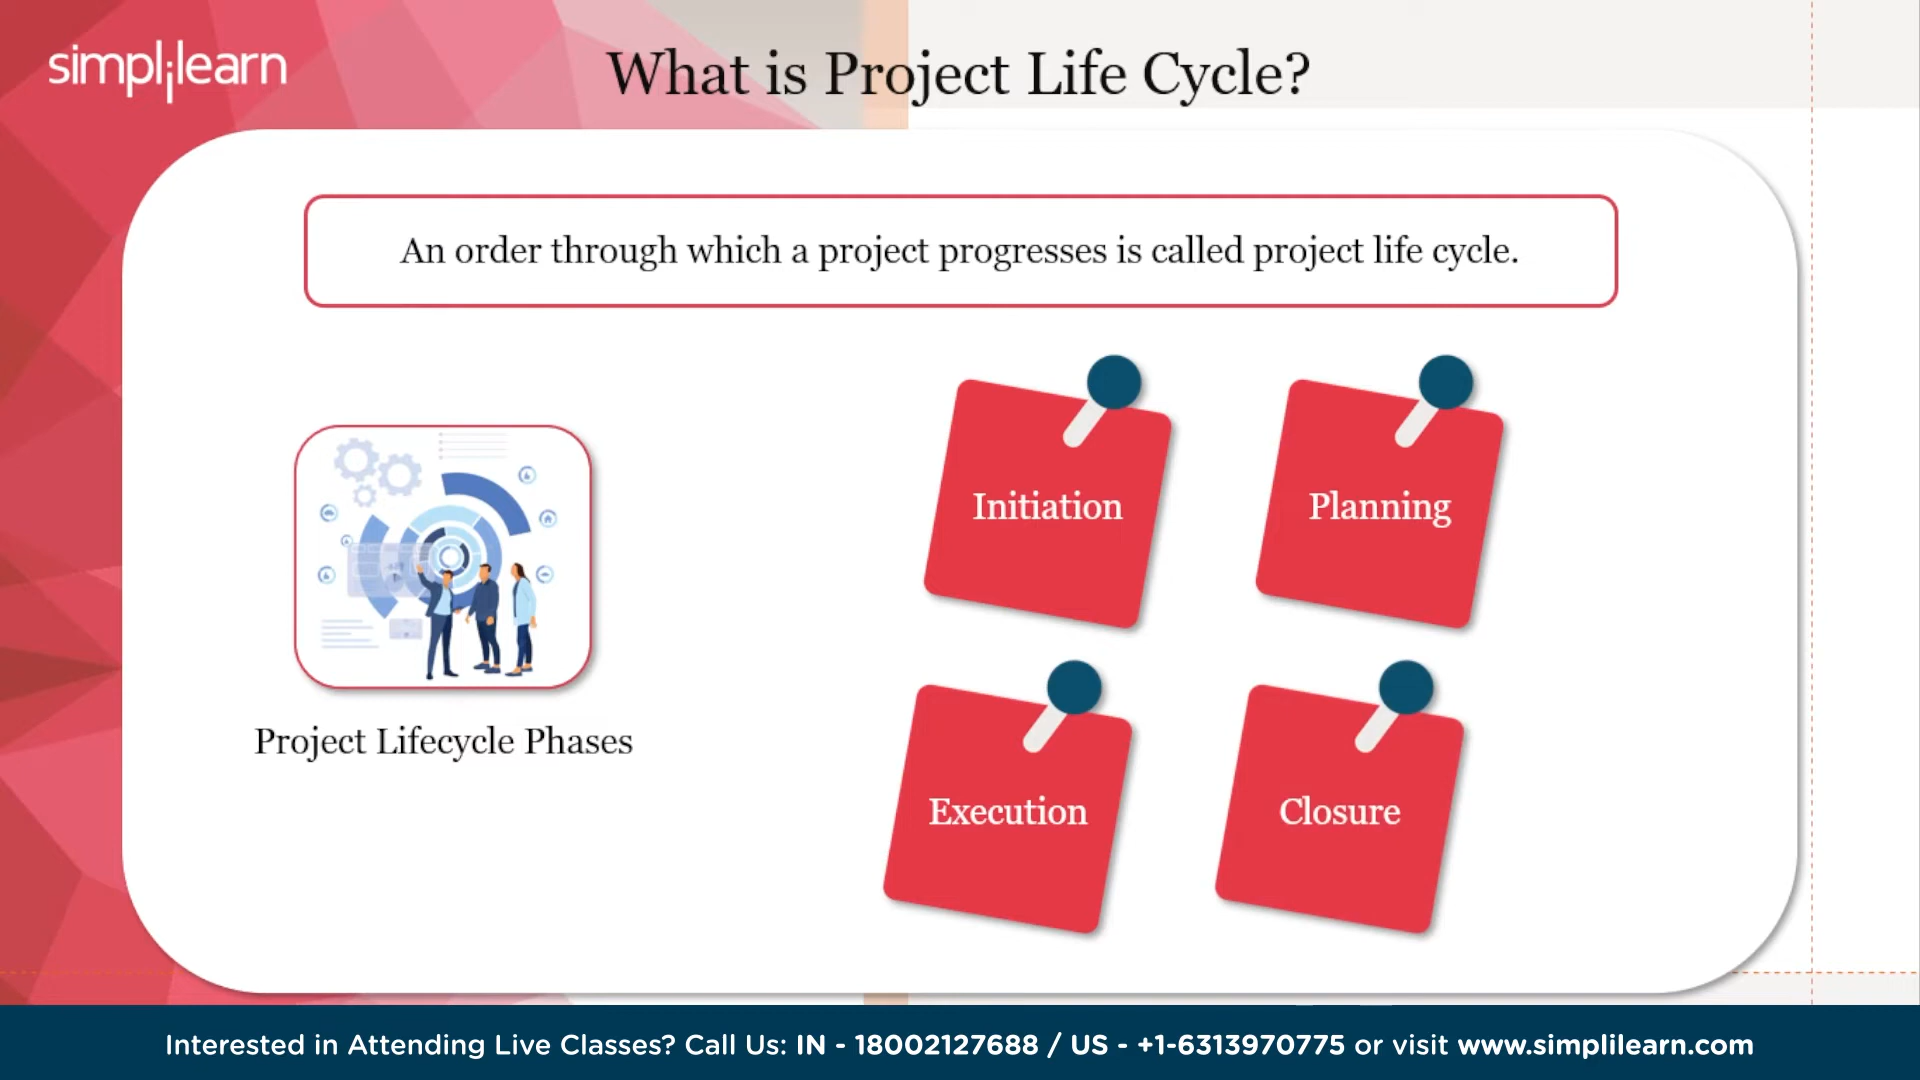 simplilearn
What is Project Life Cycle?
An order through which a project progresses is called project life cycle.
Initiation
Planning
Project Lifecycle Phases
Execution
Closure
Interested in Attending Live Classes? Call Us: IN - 18002127688 / US - +1-6313970775 or visit www.simplilearn.com